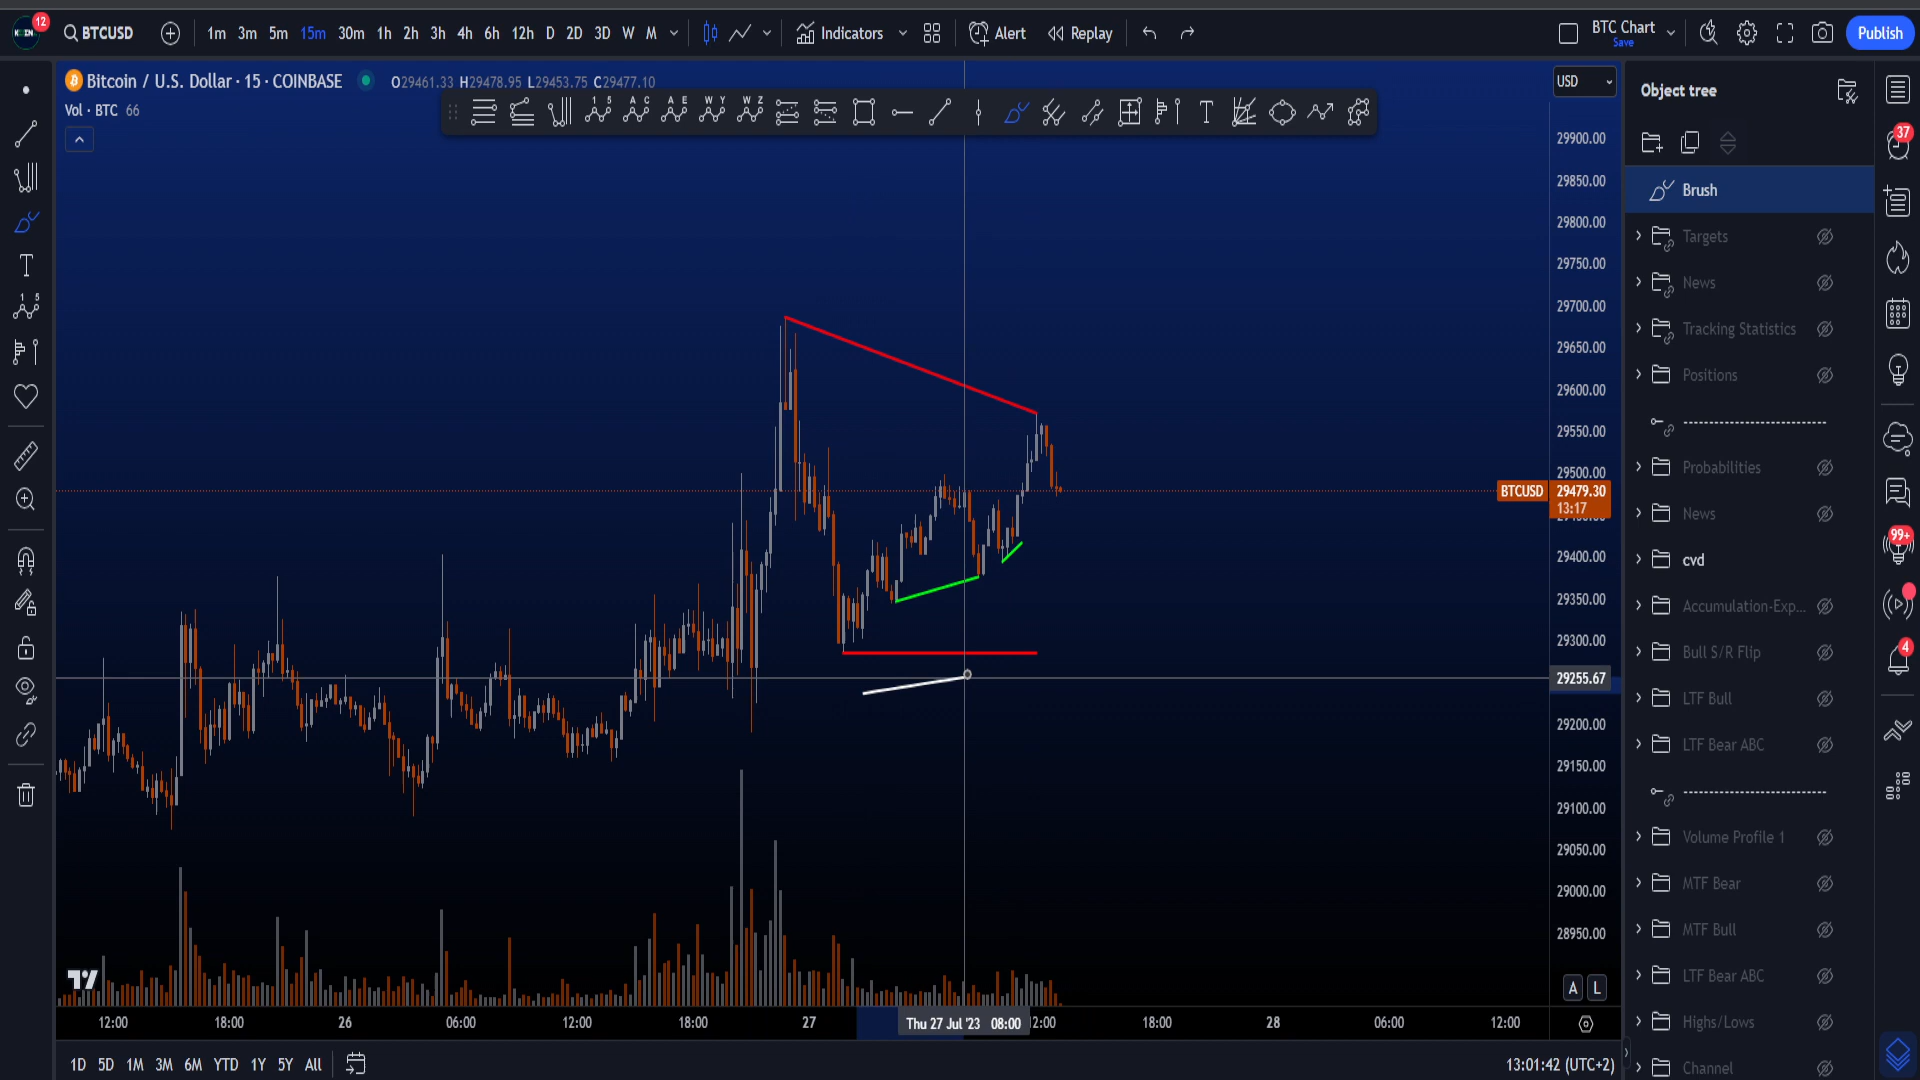 12
BTCUSD
1m 3m 5m 15m 30m 1h 2h 3h 4h 6h 12h D 2D 3D W M
Indicators
Alert
Replay
BTC Chart
Save
Publish
Bitcoin / U.S. Dollar · 15 · COINBASE
O29461.33 H29478.95 L29453.75 C29477.10
Vol · BTC 66
USD
29900.00
29850.00
29800.00
29750.00
29700.00
29650.00
29600.00
29550.00
29500.00
BTCUSD 29479.30
13:17
29400.00
29350.00
29300.00
29255.67
29200.00
29150.00
29100.00
29050.00
29000.00
28950.00
A L
12:00 18:00 26 06:00 12:00 18:00 27 Thu 27 Jul '23 08:00 12:00 18:00 28 06:00 12:00
1D 5D 1M 3M 6M YTD 1Y 5Y All
13:01:42 (UTC+2)
Object tree
Brush
Targets
News
Tracking Statistics
Positions
----------------------------
Probabilities
News
cvd
Accumulation-Exp...
Bull S/R Flip
LTF Bull
LTF Bear ABC
----------------------------
Volume Profile 1
MTF Bear
MTF Bull
LTF Bear ABC
Highs/Lows
Channel
37
99+
4